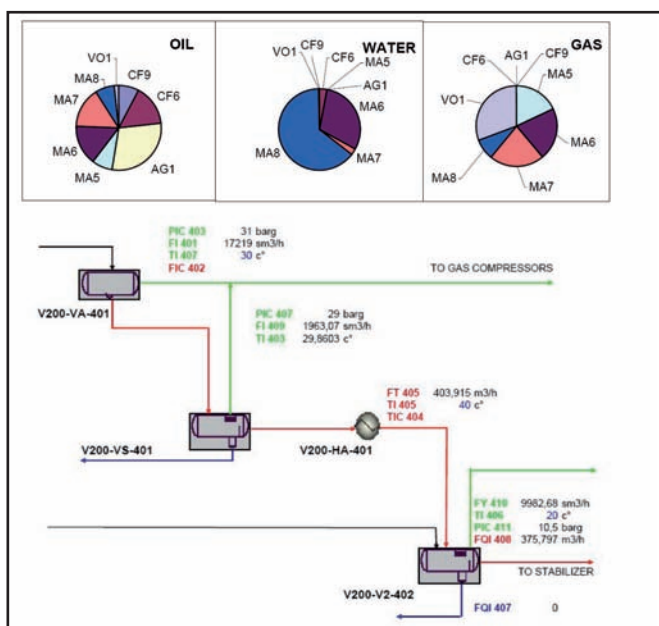 OIL
VO1
CF9
MA8
CF6
MA7
MA6
AG1
MA5
WATER
VO1
CF9
CF6
MA5
AG1
MA6
MA8
MA7
GAS
CF6
AG1
CF9
MA5
VO1
MA6
MA8
MA7
PIC 403 31 barg
FI 401 17219 sm3/h
TI 407 30 c°
FIC 402
TO GAS COMPRESSORS
V200-VA-401
PIC 407 29 barg
FI 409 1963,07 sm3/h
TI 403 29,8603 c°
FT 405 403,915 m3/h
TI 405 40 c°
TIC 404
V200-VS-401
V200-HA-401
FY 410 9982,68 sm3/h
TI 406 20 c°
PIC 411 10,5 barg
FQI 408 375,797 m3/h
TO STABILIZER
V200-V2-402
FQI 407 0